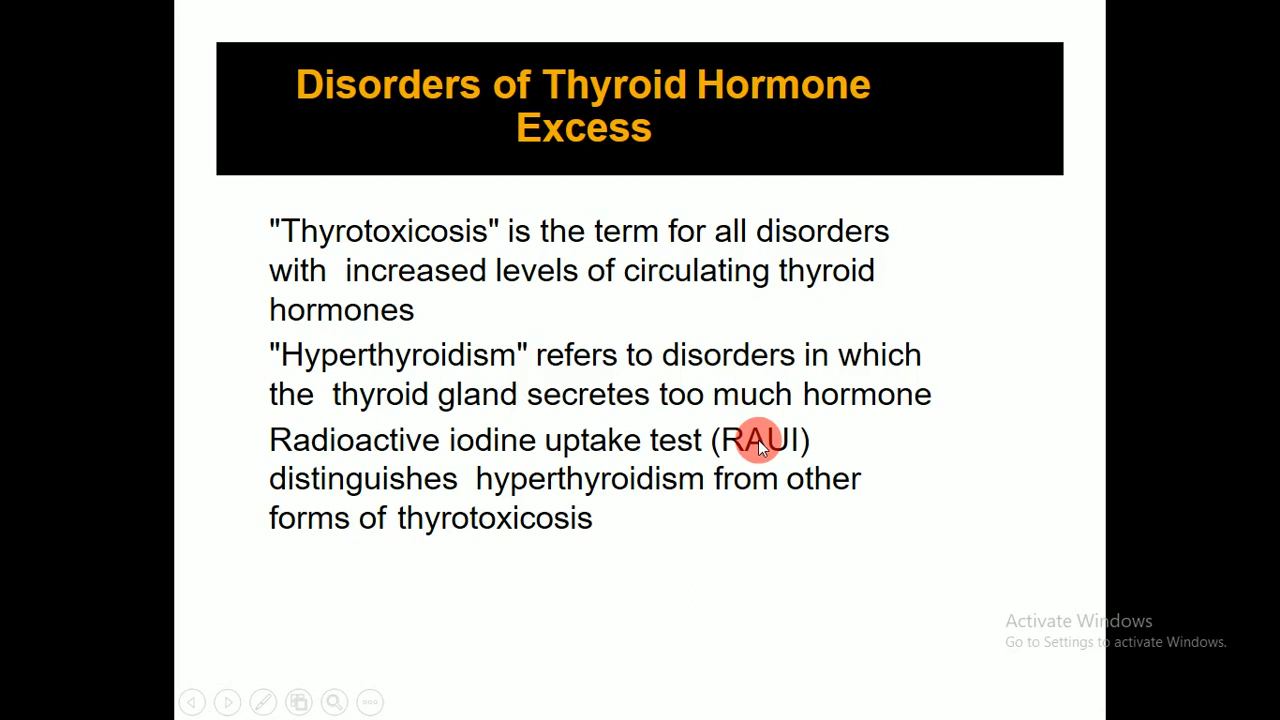 Disorders of Thyroid Hormone
Excess
"Thyrotoxicosis" is the term for all disorders
with increased levels of circulating thyroid
hormones
"Hyperthyroidism" refers to disorders in which
the thyroid gland secretes too much hormone
Radioactive iodine uptake test (RAUI)
distinguishes hyperthyroidism from other
forms of thyrotoxicosis
Activate Windows
Go to Settings to activate Windows.